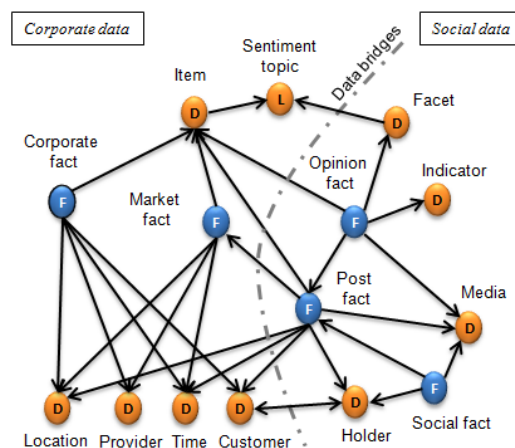 Corporate data
Social data
Sentiment
topic
Data bridges
Item
Facet
L
D
D
Corporate
fact
Opinion
fact
Indicator
Market
fact
D
F
F
F
Post
fact
Media
F
D
F
D
D
D
D
D
Location
Provider
Time
Customer
Holder
Social fact